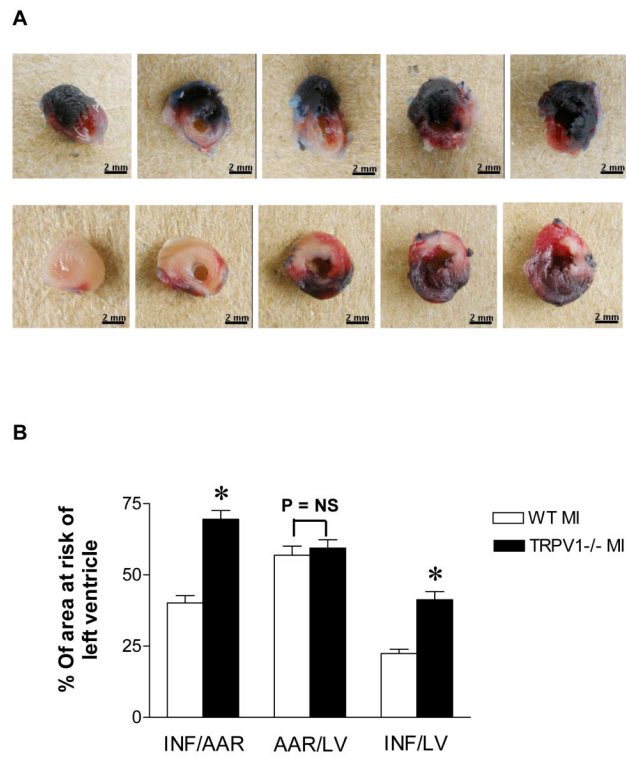 A
2 mm 2 mm 2 mm 2 mm 2 mm
2 mm 2 mm 2 mm 2 mm 2 mm
B
% Of area at risk of
left ventricle
75
50
25
0
*
P = NS
*
INF/AAR AAR/LV INF/LV
WT MI
TRPV1-/- MI